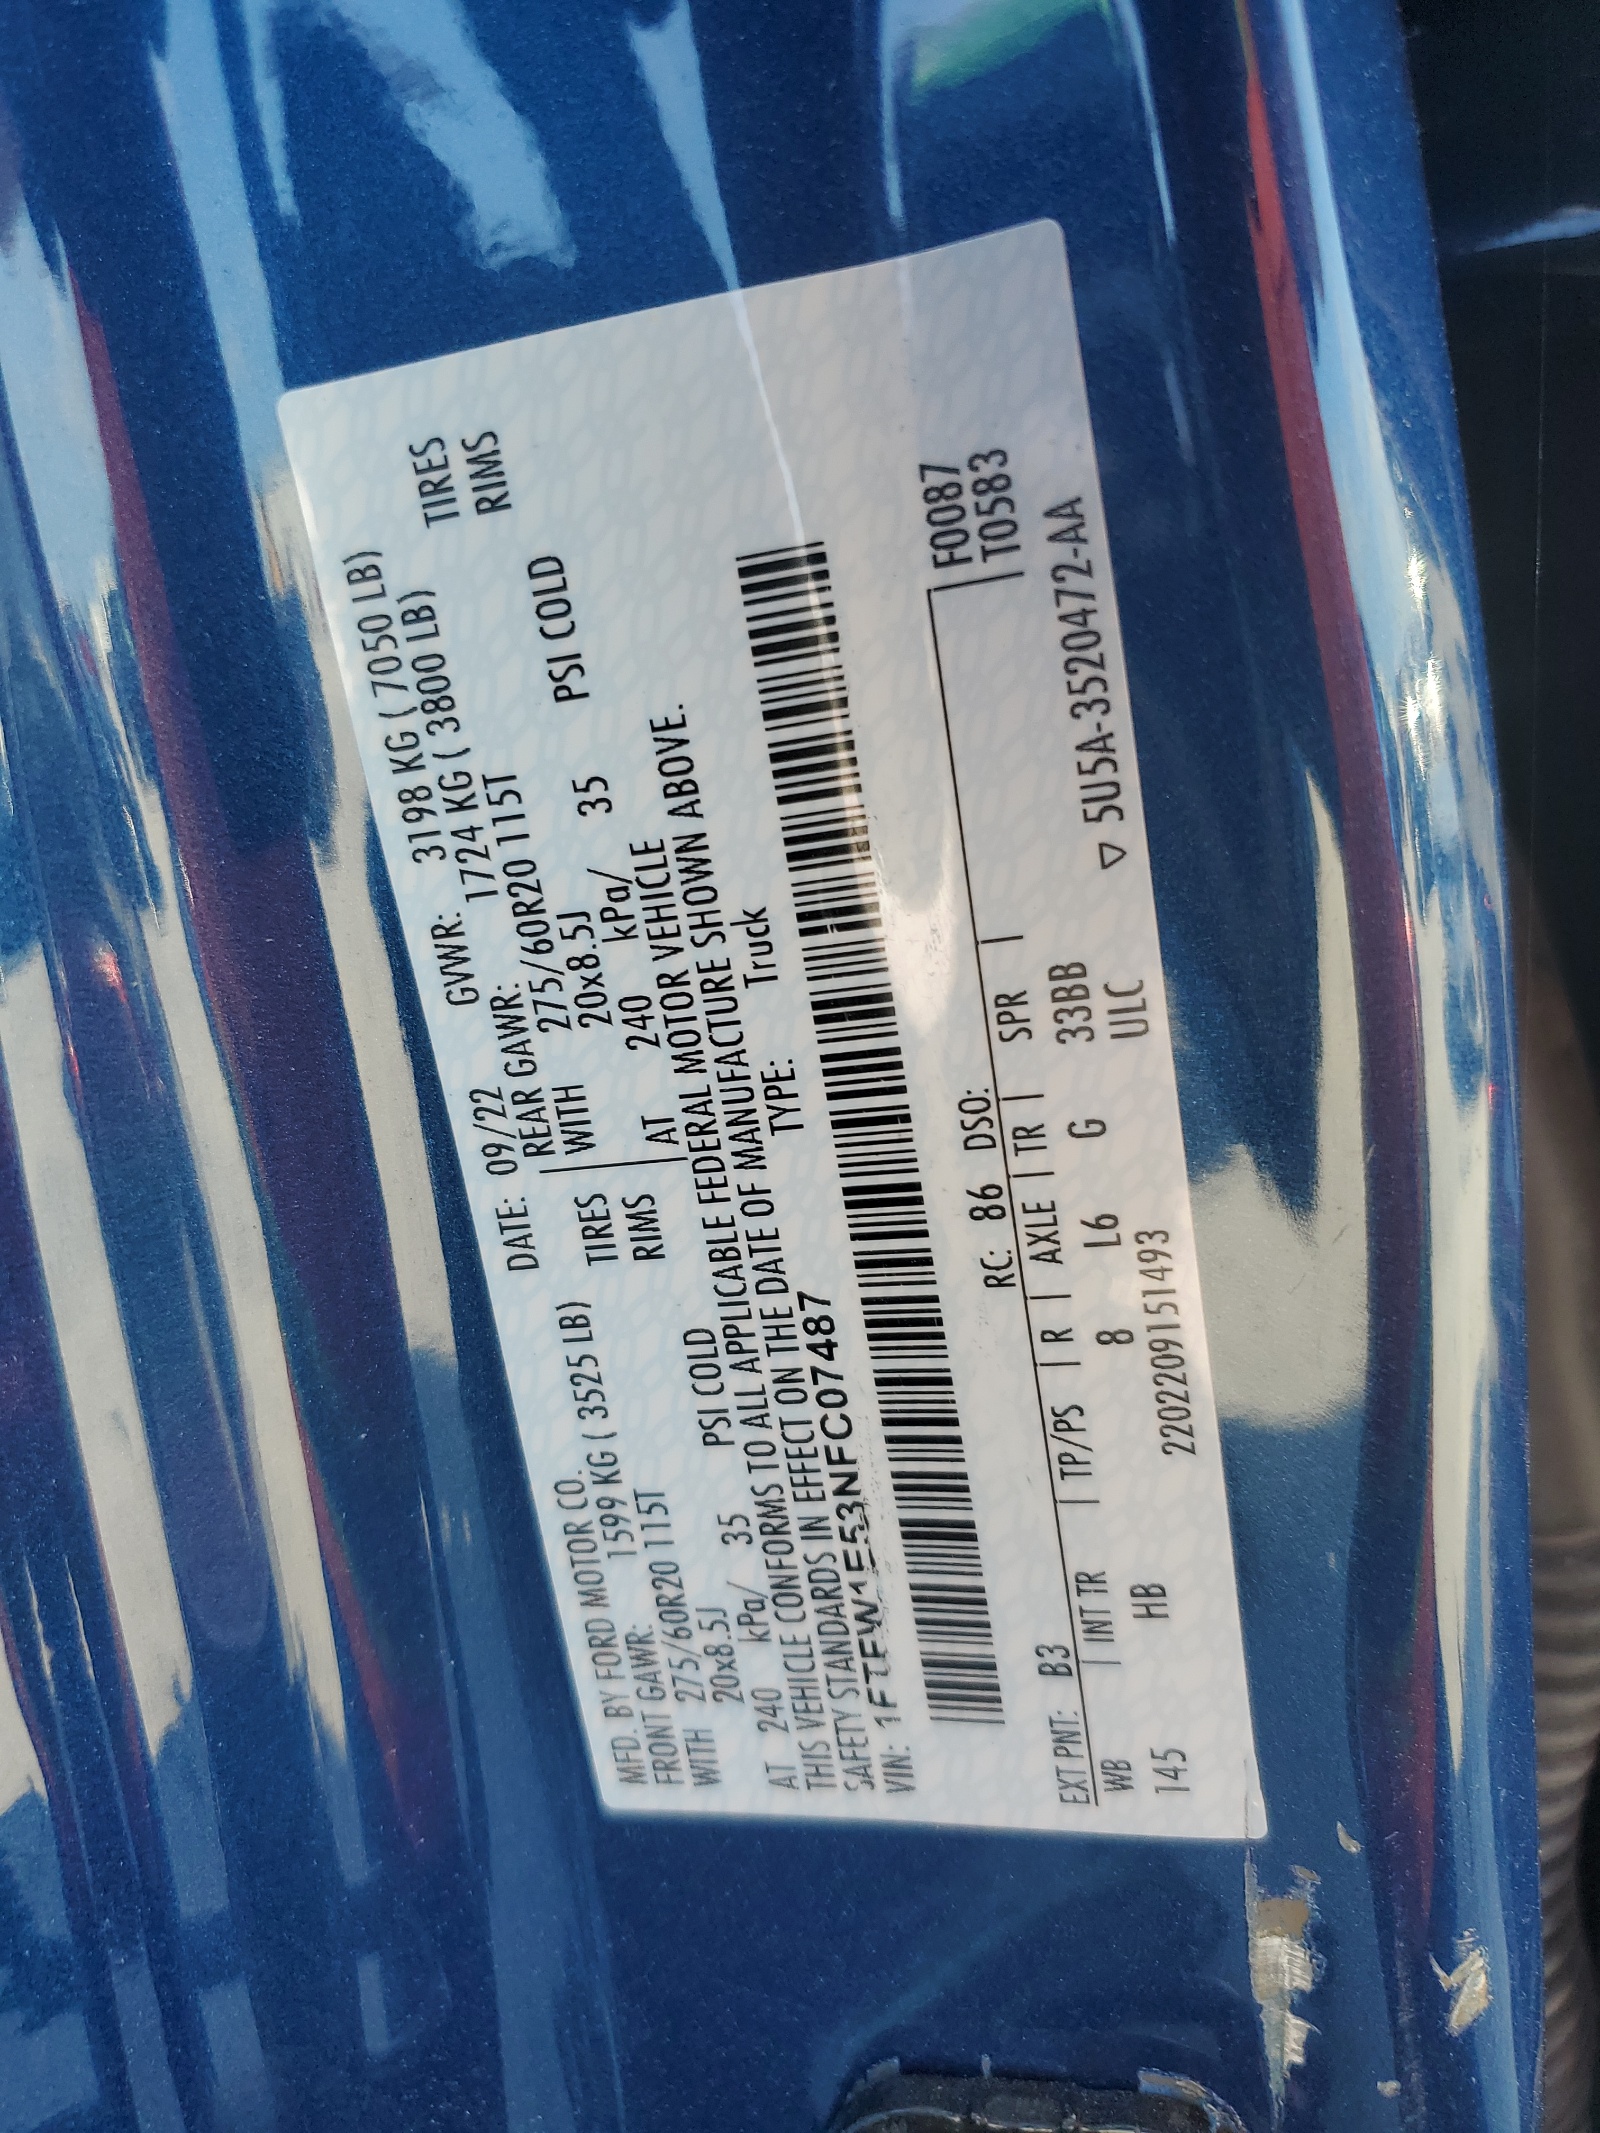 MFD. BY FORD MOTOR CO. DATE: 09/22 GVWR: 3198 KG ( 7050 LB)
FRONT GAWR: 1599 KG ( 3525 LB) REAR GAWR: 1724 KG ( 3800 LB)
WITH 275/60R20 115T TIRES WITH 275/60R20 115T TIRES
20x8.5J RIMS 20x8.5J RIMS
AT 240 kPa/ 35 PSI COLD AT 240 kPa/ 35 PSI COLD
THIS VEHICLE CONFORMS TO ALL APPLICABLE FEDERAL MOTOR VEHICLE
SAFETY STANDARDS IN EFFECT ON THE DATE OF MANUFACTURE SHOWN ABOVE.
VIN: 1FTFW1E53NFC07487 TYPE: Truck
EXT PNT: B3 RC: 86 DSO: F0087
WB INT TR TP/PS R AXLE TR SPR T0583
145 HB 8 L6 G 33BB
2202209151493 ULC ▽ 5U5A-3520472-AA